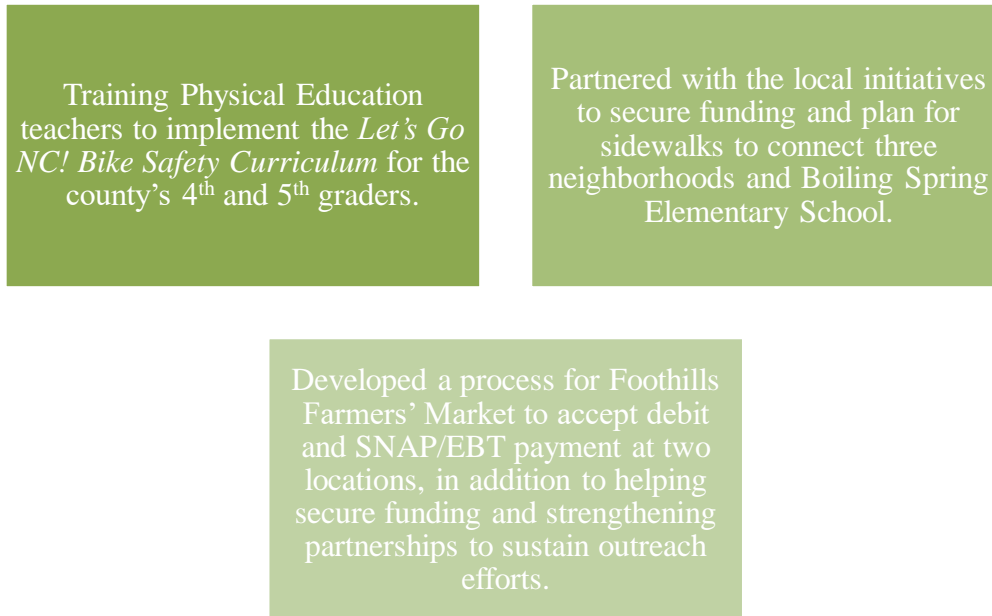 Training Physical Education
teachers to implement the Let’s Go
NC! Bike Safety Curriculum for the
county’s 4th and 5th graders.
Partnered with the local initiatives
to secure funding and plan for
sidewalks to connect three
neighborhoods and Boiling Spring
Elementary School.
Developed a process for Foothills
Farmers’ Market to accept debit
and SNAP/EBT payment at two
locations, in addition to helping
secure funding and strengthening
partnerships to sustain outreach
efforts.